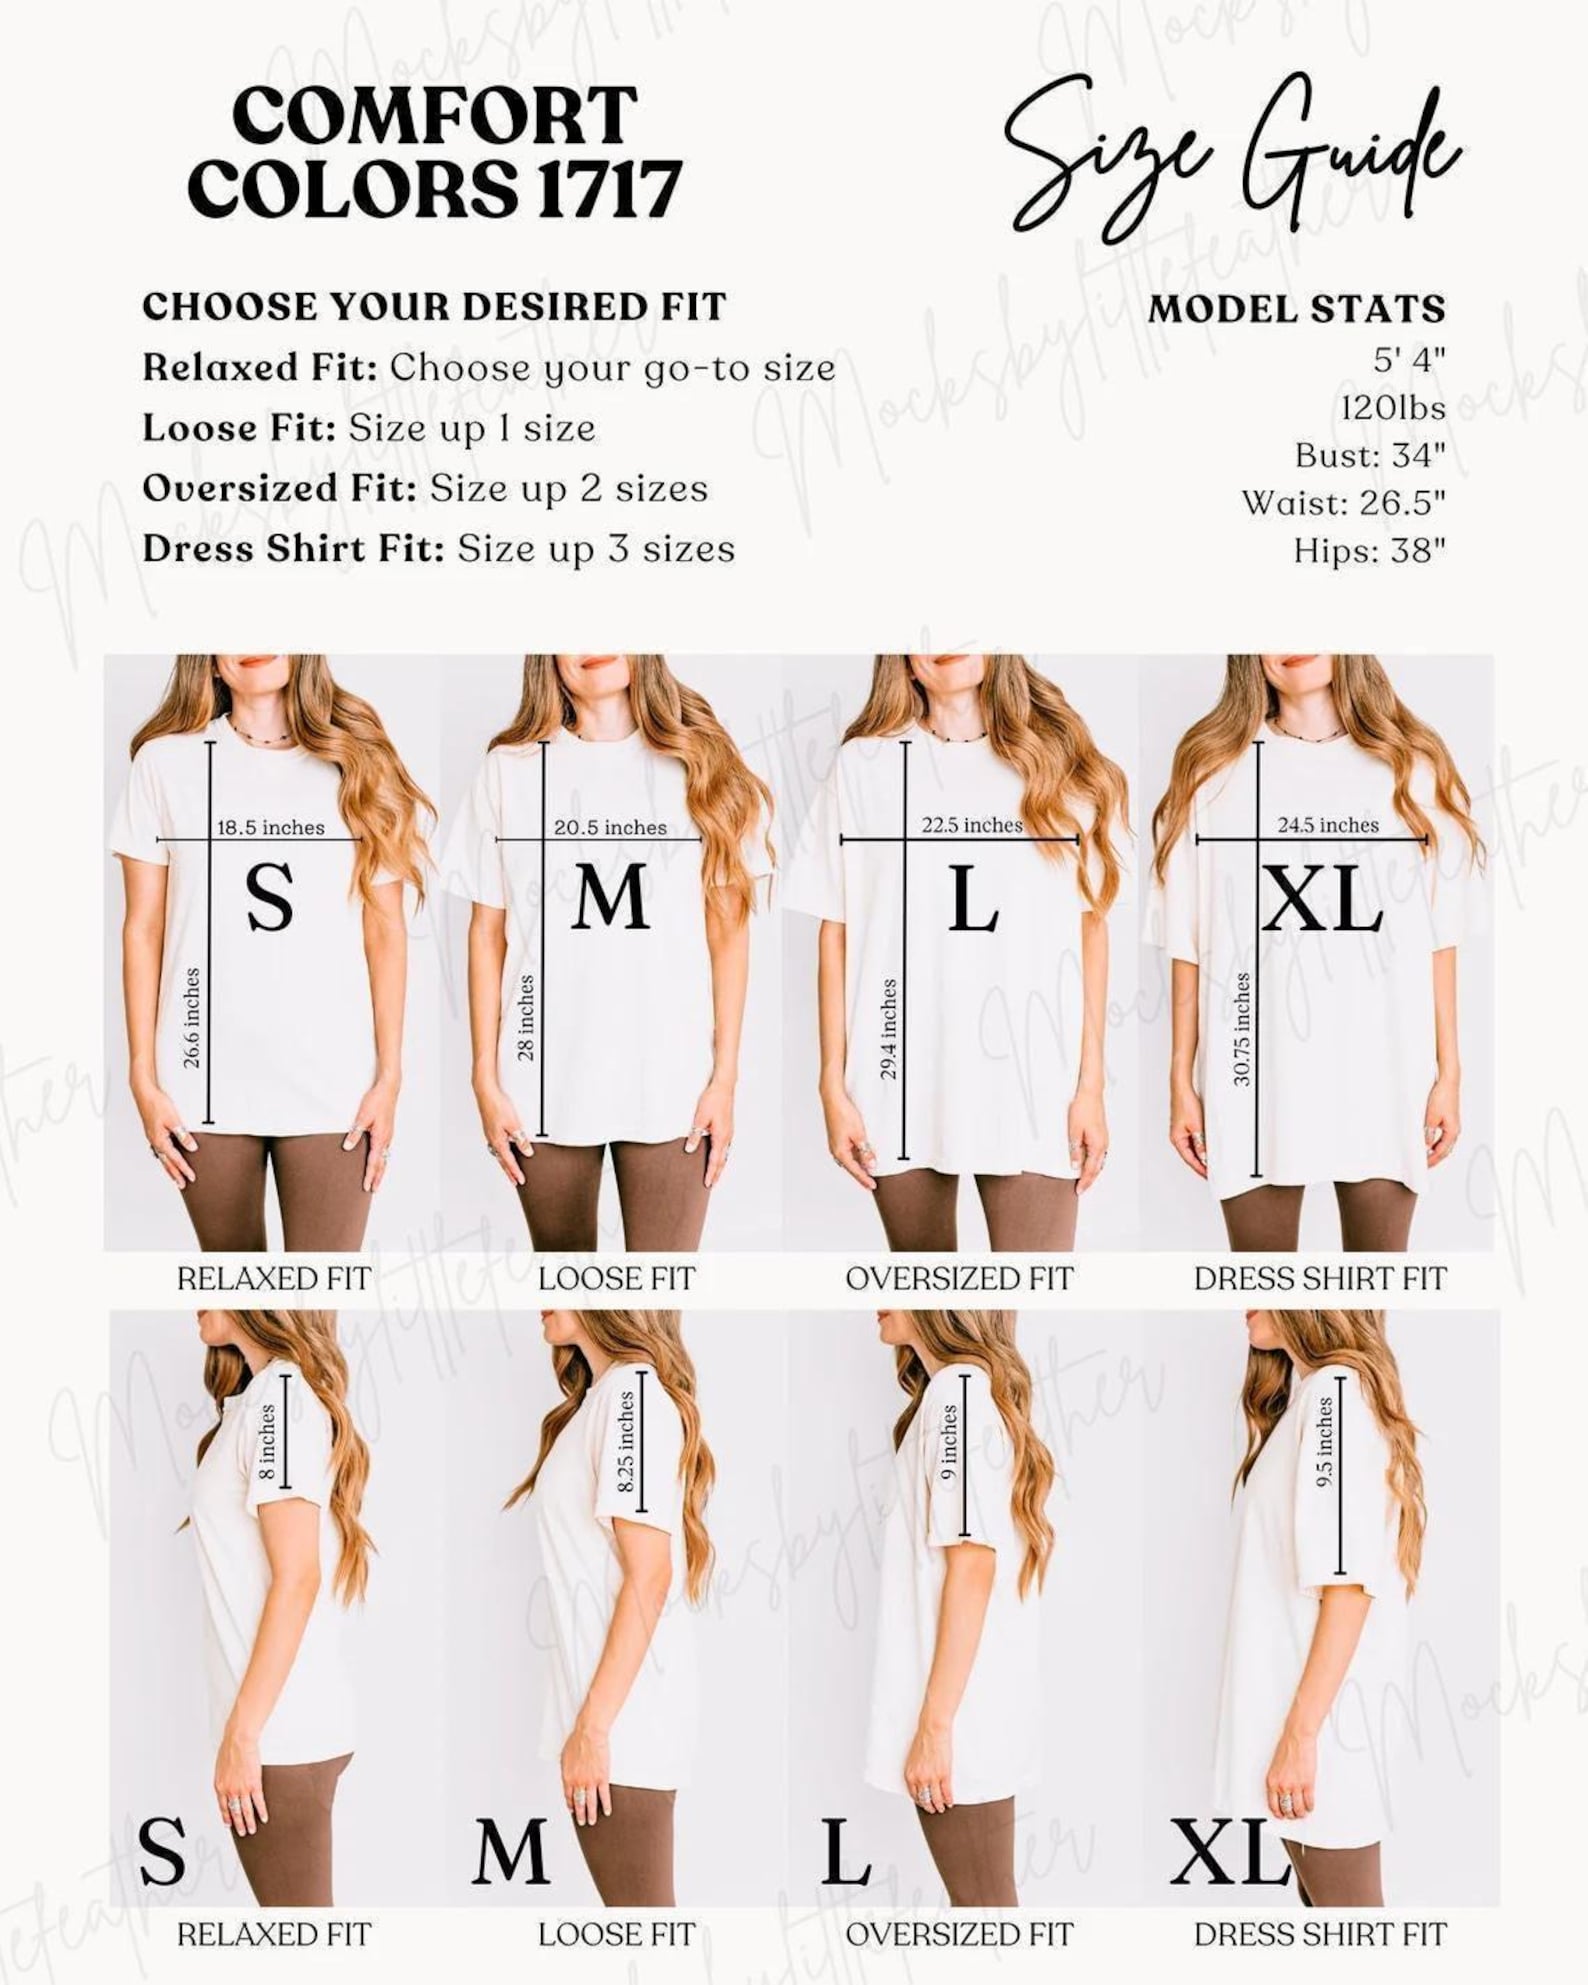 COMFORT
COLORS 1717
Size Guide
CHOOSE YOUR DESIRED FIT
Relaxed Fit: Choose your go-to size
Loose Fit: Size up 1 size
Oversized Fit: Size up 2 sizes
Dress Shirt Fit: Size up 3 sizes
MODEL STATS
5' 4"
120lbs
Bust: 34"
Waist: 26.5"
Hips: 38"
18.5 inches
S
26.6 inches
20.5 inches
M
28 inches
22.5 inches
L
29.4 inches
24.5 inches
XL
30.75 inches
RELAXED FIT
LOOSE FIT
OVERSIZED FIT
DRESS SHIRT FIT
8 inches
8.25 inches
9 inches
9.5 inches
S
M
L
XL
RELAXED FIT
LOOSE FIT
OVERSIZED FIT
DRESS SHIRT FIT
Mocksbylittlefeather